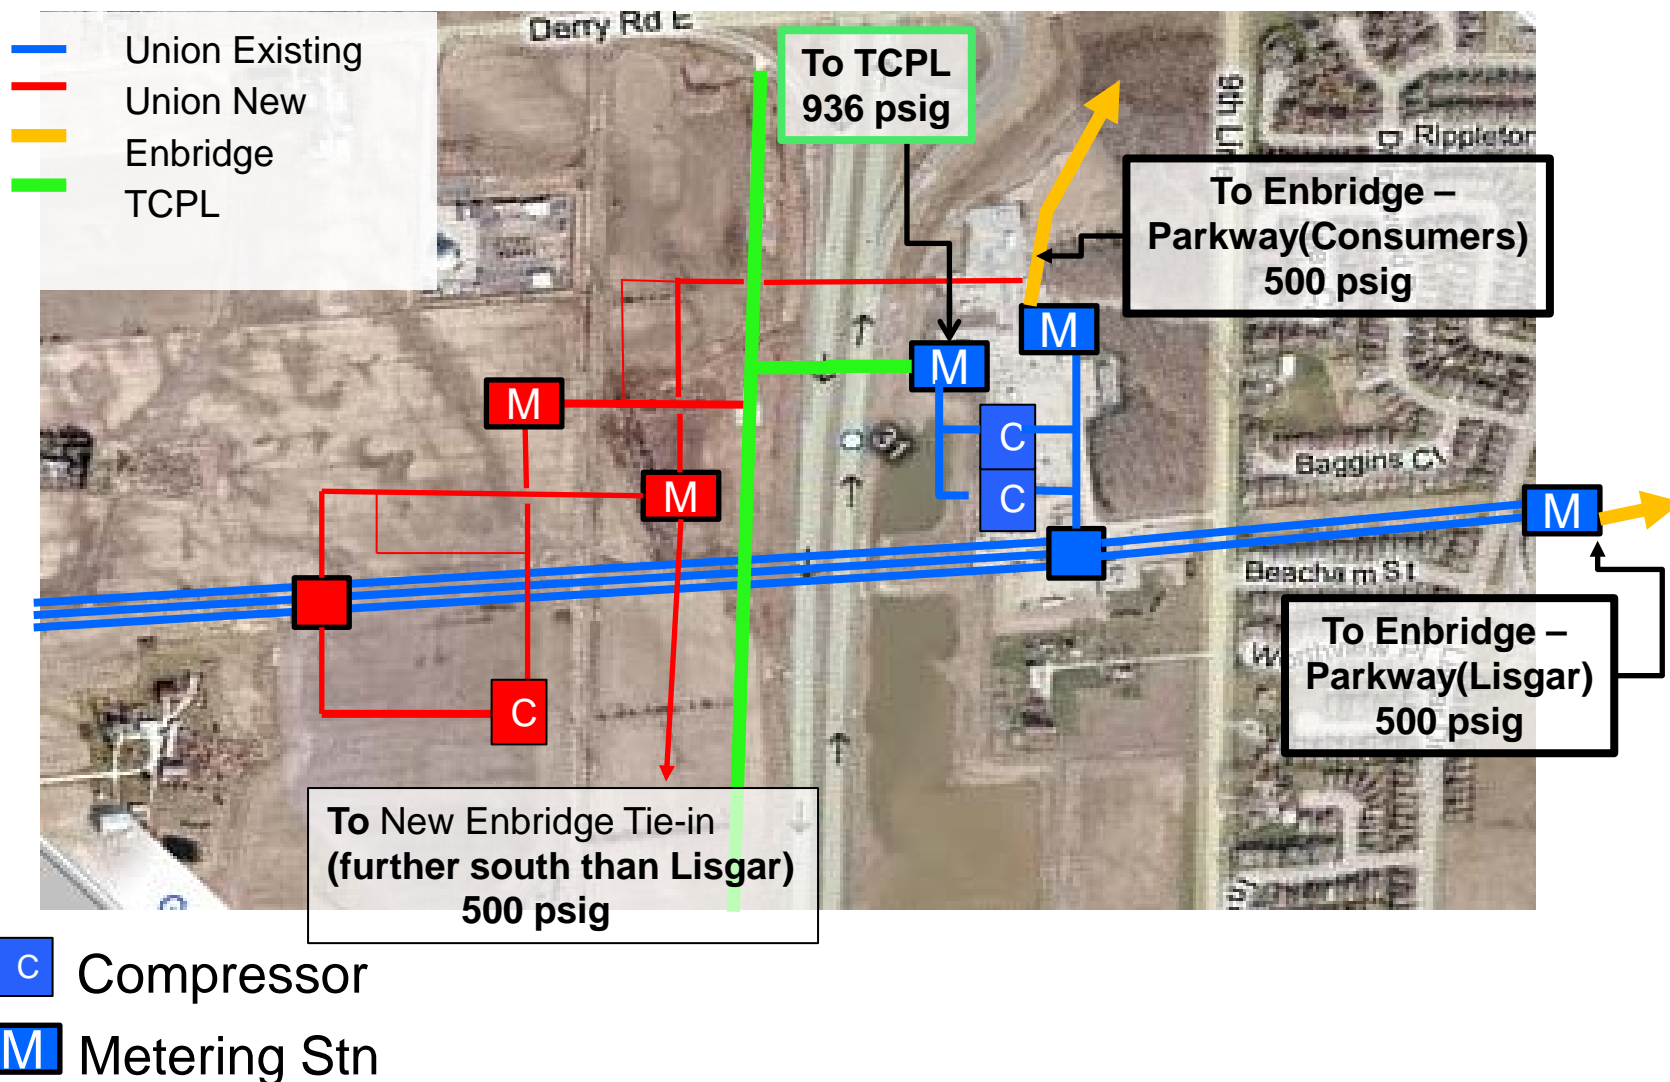 Union Existing
Union New
Enbridge
TCPL
Derry Rd E
To TCPL
936 psig
9th
Rippleton
To Enbridge –
Parkway(Consumers)
500 psig
M
M
M
C
Baggins C
M
C
M
Beacham St
To Enbridge –
Parkway(Lisgar)
500 psig
C
To New Enbridge Tie-in
(further south than Lisgar)
500 psig
C Compressor
M Metering Stn